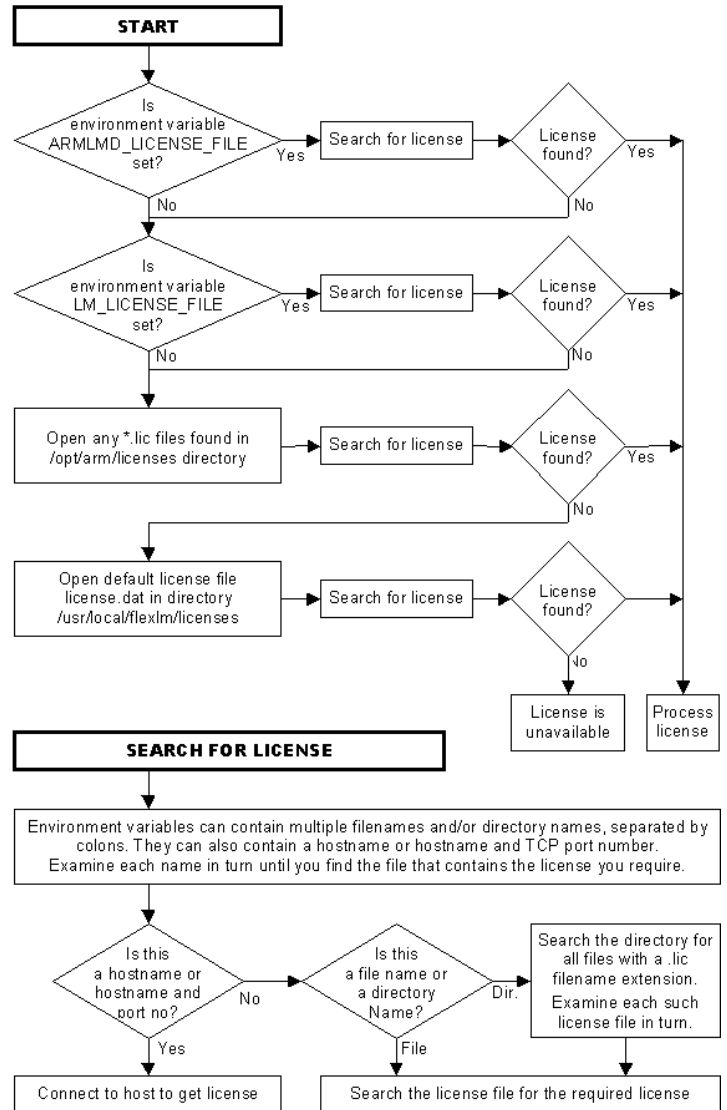 START
Is
environment variable
ARMLMD_LICENSE_FILE
set?
Yes
No
Search for license
License
found?
Yes
No
Is
environment variable
LM_LICENSE_FILE
set?
Yes
No
Search for license
License
found?
Yes
No
Open any *.lic files found in
/opt/arm/licenses directory
Search for license
License
found?
Yes
No
Open default license file
license.dat in directory
/usr/local/flexlm/licenses
Search for license
License
found?
No
License is
unavailable
Process
license
SEARCH FOR LICENSE
Environment variables can contain multiple filenames and/or directory names, separated by
colons. They can also contain a hostname or hostname and TCP port number.
Examine each name in turn until you find the file that contains the license you require.
Is this
a hostname or
hostname and
port no?
No
Yes
Is this
a file name or
a directory
Name?
Dir.
File
Search the directory for
all files with a .lic
filename extension.
Examine each such
license file in turn.
Connect to host to get license
Search the license file for the required license